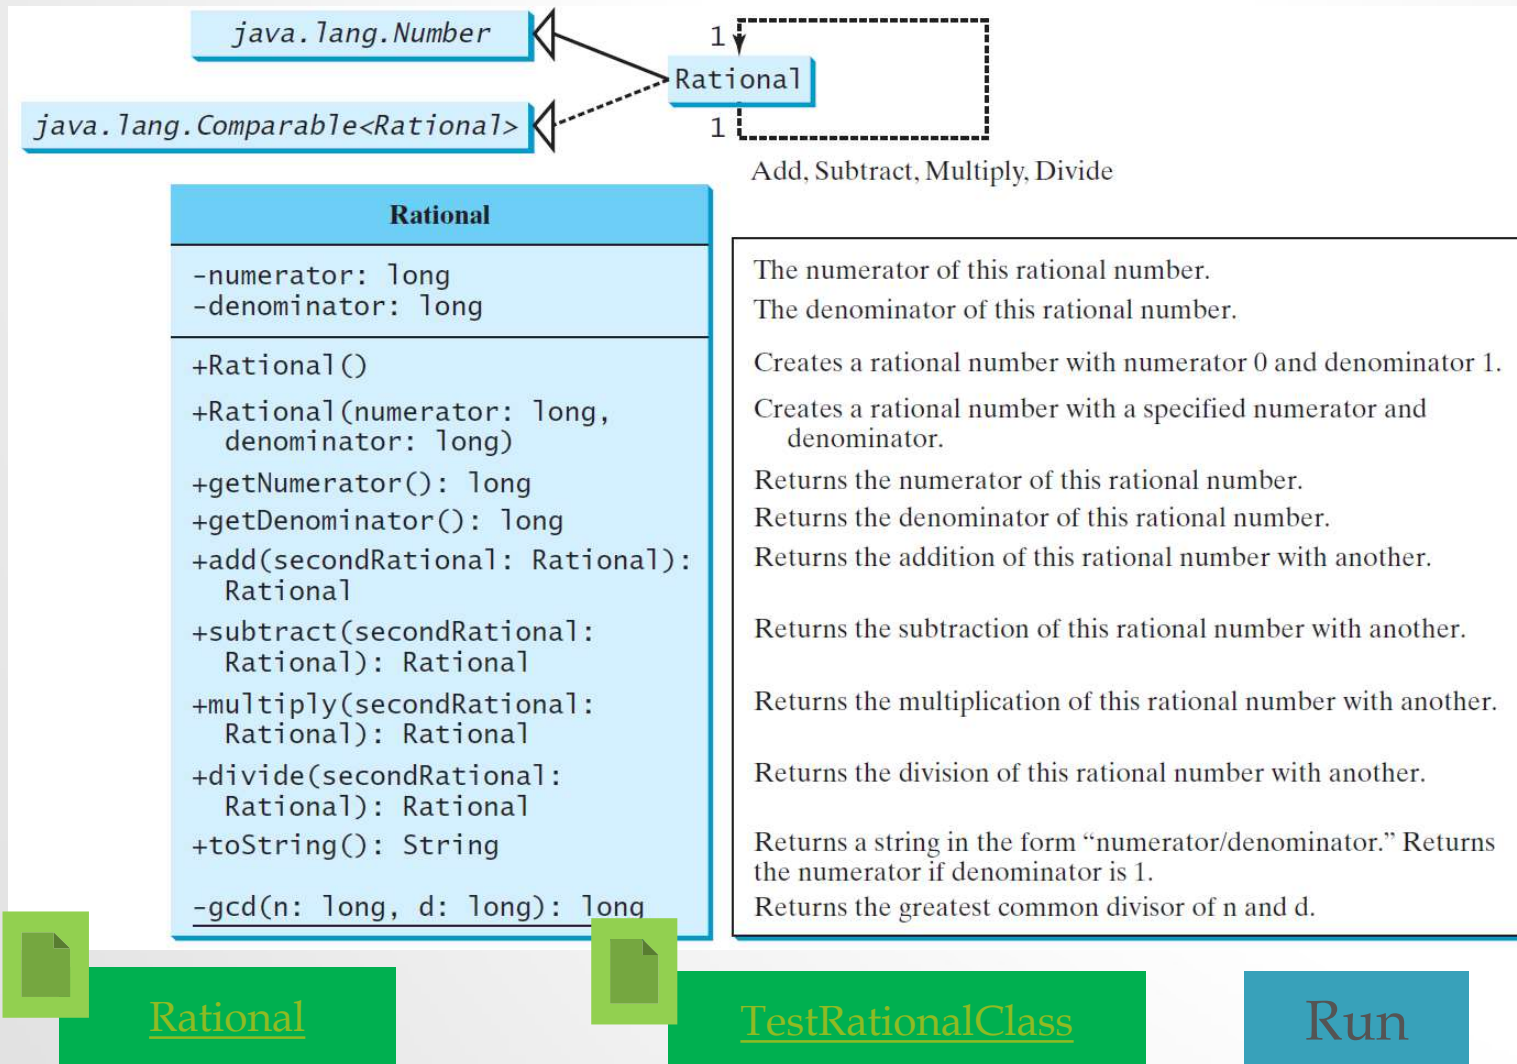 java.lang.Number
1
Rational
java.lang.Comparable<Rational>
1
Add, Subtract, Multiply, Divide
Rational
-numerator: long
The numerator of this rational number.
-denominator: long
The denominator of this rational number.
+Rational()
Creates a rational number with numerator 0 and denominator 1.
+Rational(numerator: long,
denominator: long)
Creates a rational number with a specified numerator and
denominator.
+getNumerator(): long
Returns the numerator of this rational number.
+getDenominator(): long
Returns the denominator of this rational number.
+add(secondRational: Rational):
Rational
Returns the addition of this rational number with another.
+subtract(secondRational:
Rational): Rational
Returns the subtraction of this rational number with another.
+multiply(secondRational:
Rational): Rational
Returns the multiplication of this rational number with another.
+divide(secondRational:
Rational): Rational
Returns the division of this rational number with another.
+toString(): String
Returns a string in the form “numerator/denominator.” Returns
the numerator if denominator is 1.
-gcd(n: long, d: long): long
Returns the greatest common divisor of n and d.
Rational
TestRationalClass
Run